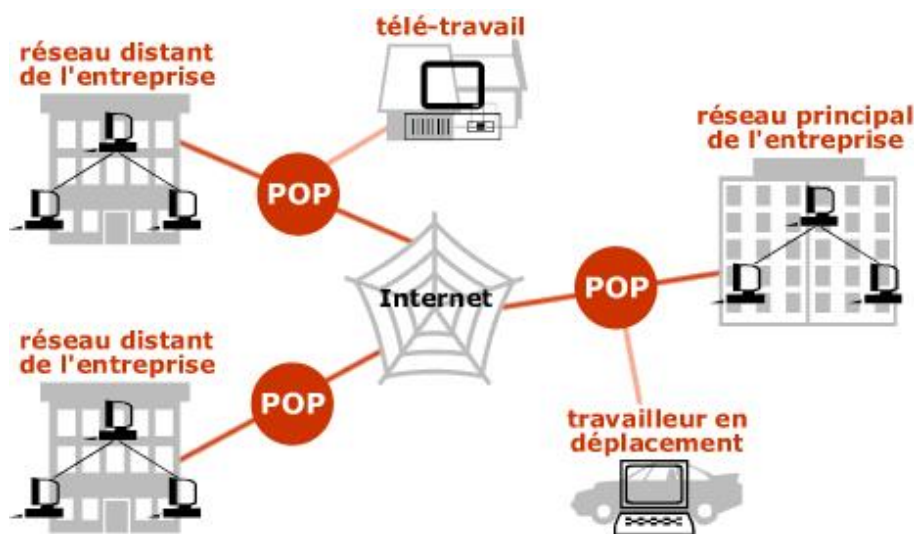 télé-travail
réseau distant
de l'entreprise
réseau principal
de l'entreprise
POP
Internet
POP
réseau distant
de l'entreprise
POP
travailleur en
déplacement